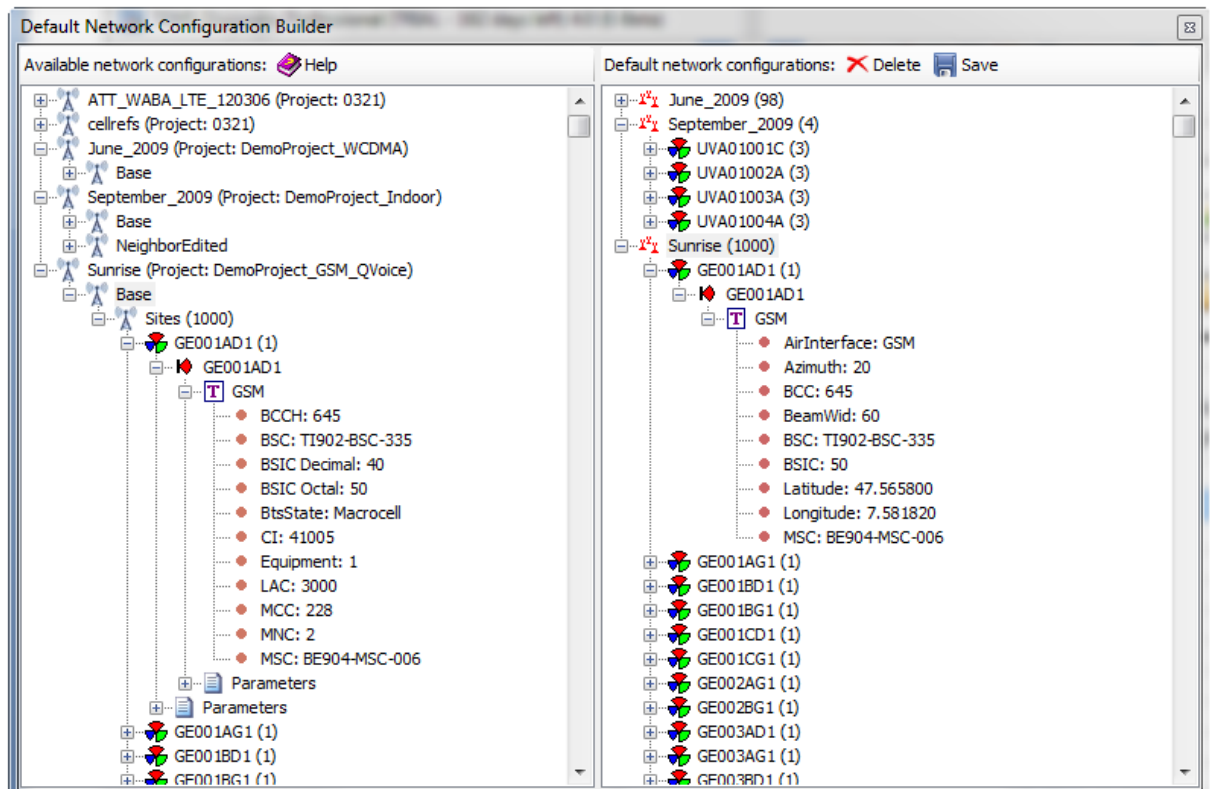 Default Network Configuration Builder
Available network configurations: Help
ATT_WABA_LTE_120306 (Project: 0321)
cellrefs (Project: 0321)
June_2009 (Project: DemoProject_WCDMA)
Base
September_2009 (Project: DemoProject_Indoor)
Base
NeighborEdited
Sunrise (Project: DemoProject_GSM_QVoice)
Base
Sites (1000)
GE001AD1 (1)
GE001AD1
T GSM
BCCH: 645
BSC: TI902-BSC-335
BSIC Decimal: 40
BSIC Octal: 50
BtsState: Macrocell
CI: 41005
Equipment: 1
LAC: 3000
MCC: 228
MNC: 2
MSC: BE904-MSC-006
Parameters
Parameters
GE001AG1 (1)
GE001BD1 (1)
GE001BG1 (1)
Default network configurations: Delete Save
June_2009 (98)
September_2009 (4)
UVA01001C (3)
UVA01002A (3)
UVA01003A (3)
UVA01004A (3)
Sunrise (1000)
GE001AD1 (1)
GE001AD1
T GSM
AirInterface: GSM
Azimuth: 20
BCC: 645
BeamWid: 60
BSC: TI902-BSC-335
BSIC: 50
Latitude: 47.565800
Longitude: 7.581820
MSC: BE904-MSC-006
GE001AG1 (1)
GE001BD1 (1)
GE001BG1 (1)
GE001CD1 (1)
GE001CG1 (1)
GE002AG1 (1)
GE002BG1 (1)
GE003AD1 (1)
GE003AG1 (1)
GE003BD1 (1)